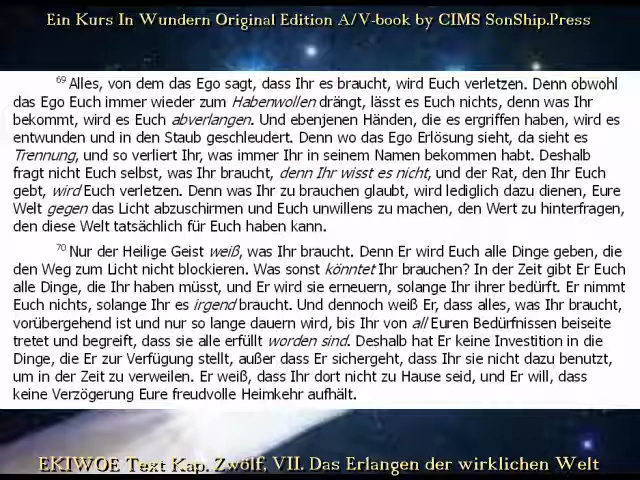 Ein Kurs In Wundern Original Edition A/V-book by CIMS SonShip.Press
69 Alles, von dem das Ego sagt, dass Ihr es braucht, wird Euch verletzen. Denn obwohl
das Ego Euch immer wieder zum Habenwollen drängt, lässt es Euch nichts, denn was Ihr
bekommt, wird es Euch abverlangen. Und ebenjenen Händen, die es ergriffen haben, wird es
entwunden und in den Staub geschleudert. Denn wo das Ego Erlösung sieht, da sieht es
Trennung, und so verliert Ihr, was immer Ihr in seinem Namen bekommen habt. Deshalb
fragt nicht Euch selbst, was Ihr braucht, denn Ihr wisst es nicht, und der Rat, den Ihr Euch
gebt, wird Euch verletzen. Denn was Ihr zu brauchen glaubt, wird lediglich dazu dienen, Eure
Welt gegen das Licht abzuschirmen und Euch unwillens zu machen, den Wert zu hinterfragen,
den diese Welt tatsächlich für Euch haben kann.
70 Nur der Heilige Geist weiß, was Ihr braucht. Denn Er wird Euch alle Dinge geben, die
den Weg zum Licht nicht blockieren. Was sonst könntet Ihr brauchen? In der Zeit gibt Er Euch
alle Dinge, die Ihr haben müsst, und Er wird sie erneuern, solange Ihr ihrer bedürft. Er nimmt
Euch nichts, solange Ihr es irgend braucht. Und dennoch weiß Er, dass alles, was Ihr braucht,
vorübergehend ist und nur so lange dauern wird, bis Ihr von all Euren Bedürfnissen beiseite
tretet und begreift, dass sie alle erfüllt worden sind. Deshalb hat Er keine Investition in die
Dinge, die Er zur Verfügung stellt, außer dass Er sichergeht, dass Ihr sie nicht dazu benutzt,
um in der Zeit zu verweilen. Er weiß, dass Ihr dort nicht zu Hause seid, und Er will, dass
keine Verzögerung Eure freudvolle Heimkehr aufhält.
EKIWOE Text Kap. Zwölf, VII. Das Erlangen der wirklichen Welt